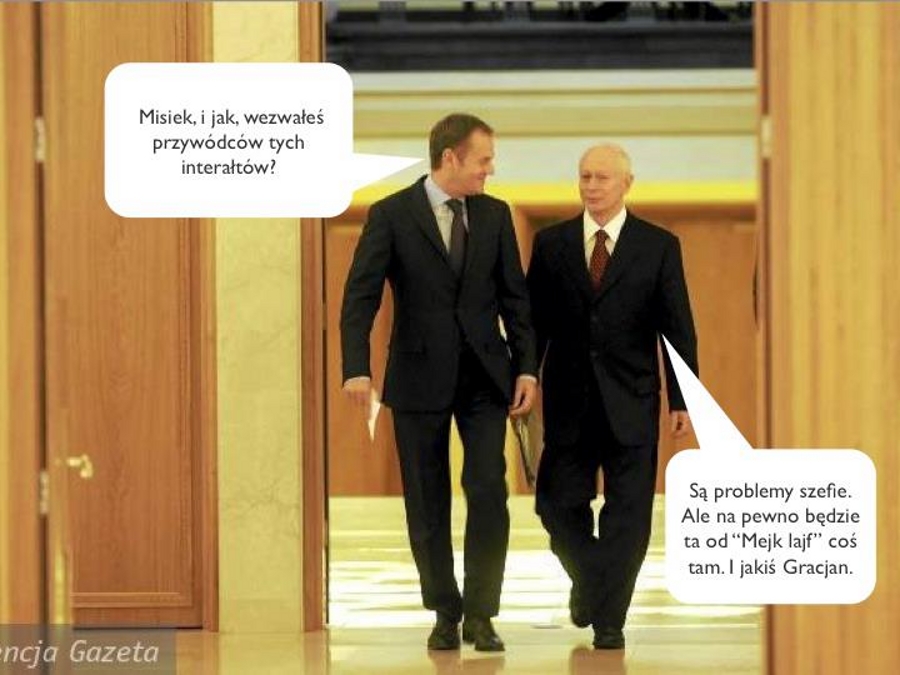 Misiek, i jak, wezwałeś
przywódców tych
interałtów?
Są problemy szefie.
Ale na pewno będzie
ta od “Mejk lajf” coś
tam. I jakiś Gracjan.
encja Gazeta